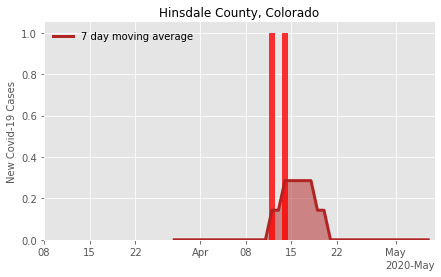 Hinsdale County, Colorado
7 day moving average
New Covid-19 Cases
1.0
0.8
0.6
0.4
0.2
0.0
08 15 22 Apr 08 15 22 May
2020-May